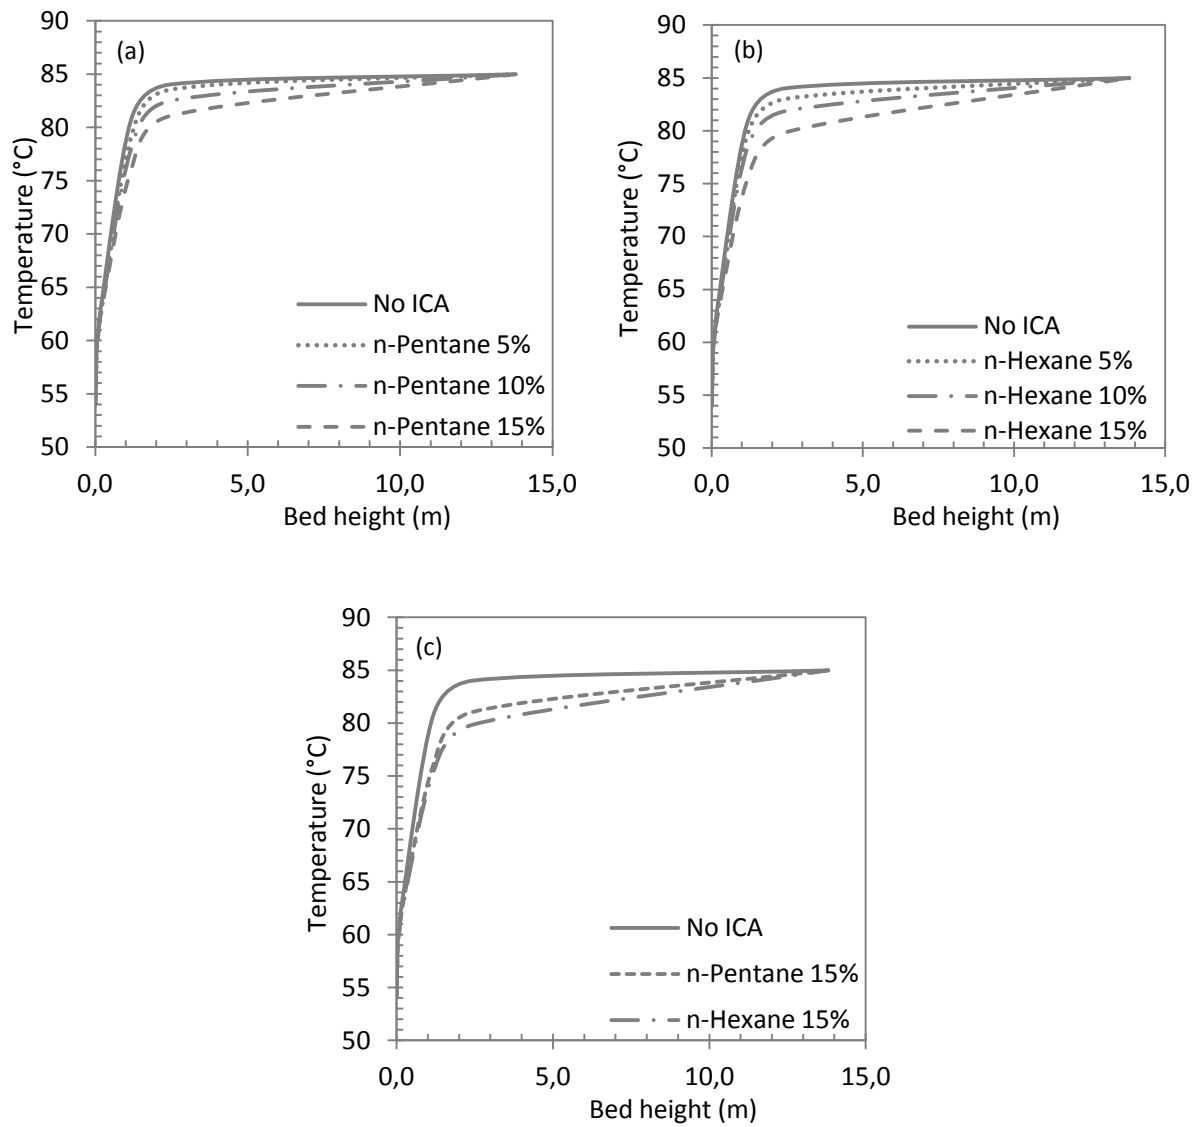 (a)
90
85
80
75
70
65
60
55
50
Temperature (°C)
No ICA
n-Pentane 5%
n-Pentane 10%
n-Pentane 15%
0,0 5,0 10,0 15,0
Bed height (m)
(b)
90
85
80
75
70
65
60
55
50
Temperature (°C)
No ICA
n-Hexane 5%
n-Hexane 10%
n-Hexane 15%
0,0 5,0 10,0 15,0
Bed height (m)
(c)
90
85
80
75
70
65
60
55
50
Temperature (°C)
No ICA
n-Pentane 15%
n-Hexane 15%
0,0 5,0 10,0 15,0
Bed height (m)